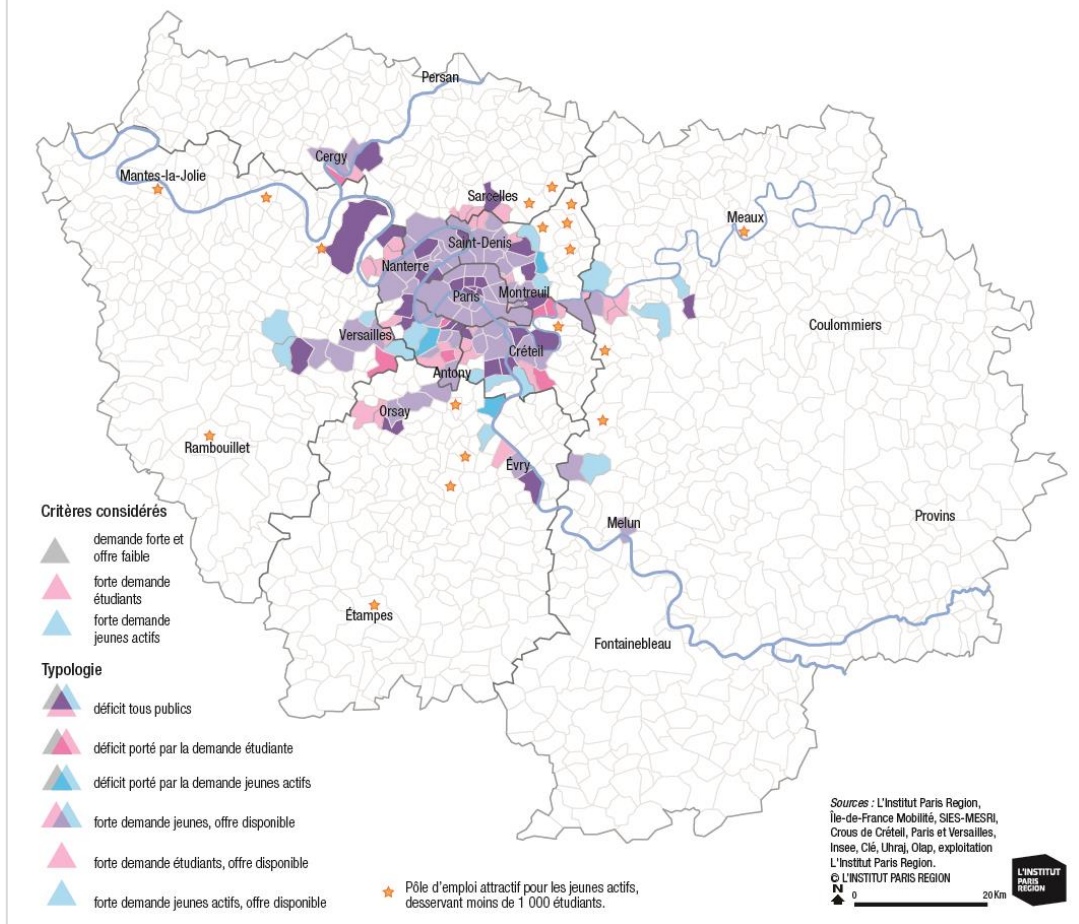 Persan
Cergy
Mantes-la-Jolie
Sarcelles
Meaux
Saint-Denis
Nanterre
Paris
Montreuil
Coulommiers
Versailles
Créteil
Antony
Orsay
Rambouillet
Évry
Provins
Melun
Étampes
Fontainebleau
Critères considérés
demande forte et
offre faible
forte demande
étudiants
forte demande
jeunes actifs
Typologie
déficit tous publics
déficit porté par la demande étudiante
déficit porté par la demande jeunes actifs
forte demande jeunes, offre disponible
forte demande étudiants, offre disponible
forte demande jeunes actifs, offre disponible
Pôle d'emploi attractif pour les jeunes actifs,
desservant moins de 1 000 étudiants.
Sources : L'Institut Paris Region,
Île-de-France Mobilité, SIES-MESRI,
Crous de Créteil, Paris et Versailles,
Insee, Clé, Uhraj, Olap, exploitation
L'Institut Paris Region.
© L'INSTITUT PARIS REGION
N
0 20 Km
L'INSTITUT
PARIS
REGION